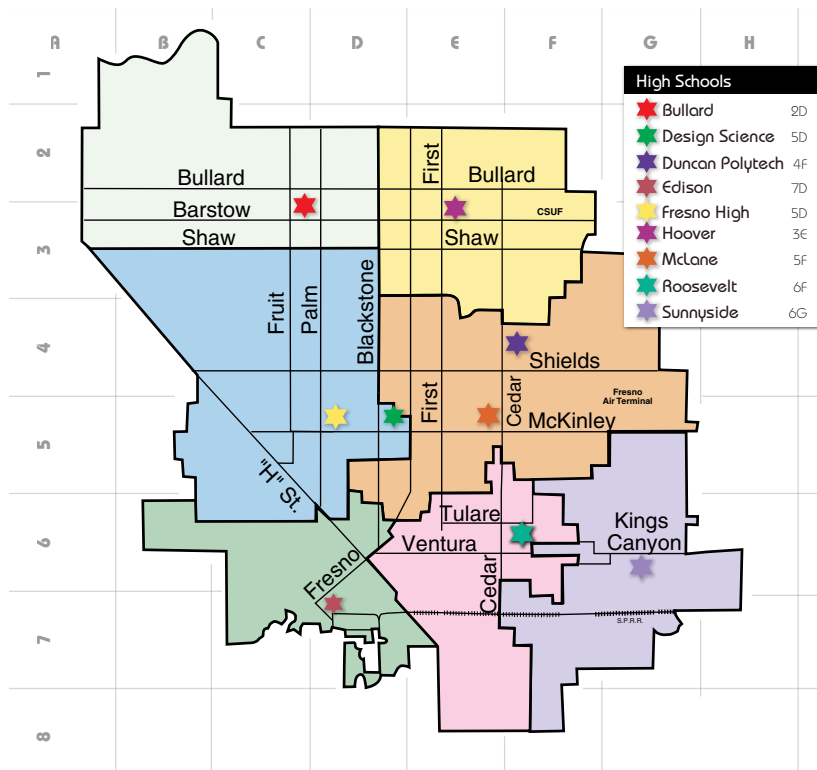 A B C D E F G H
1
High Schools
Bullard 2D
Design Science 5D
Duncan Polytech 4F
Edison 7D
Fresno High 5D
Hoover 3E
McLane 5F
Roosevelt 6F
Sunnyside 6G
2
First
Bullard
Bullard
Barstow
CSUF
Shaw
Shaw
3
Fruit
Palm
Blackstone
4
Shields
First
Cedar
Fresno
Air Terminal
McKinley
5
"H" St.
Tulare
Kings
Canyon
6
Ventura
Fresno
Cedar
S.P.R.R.
7
8